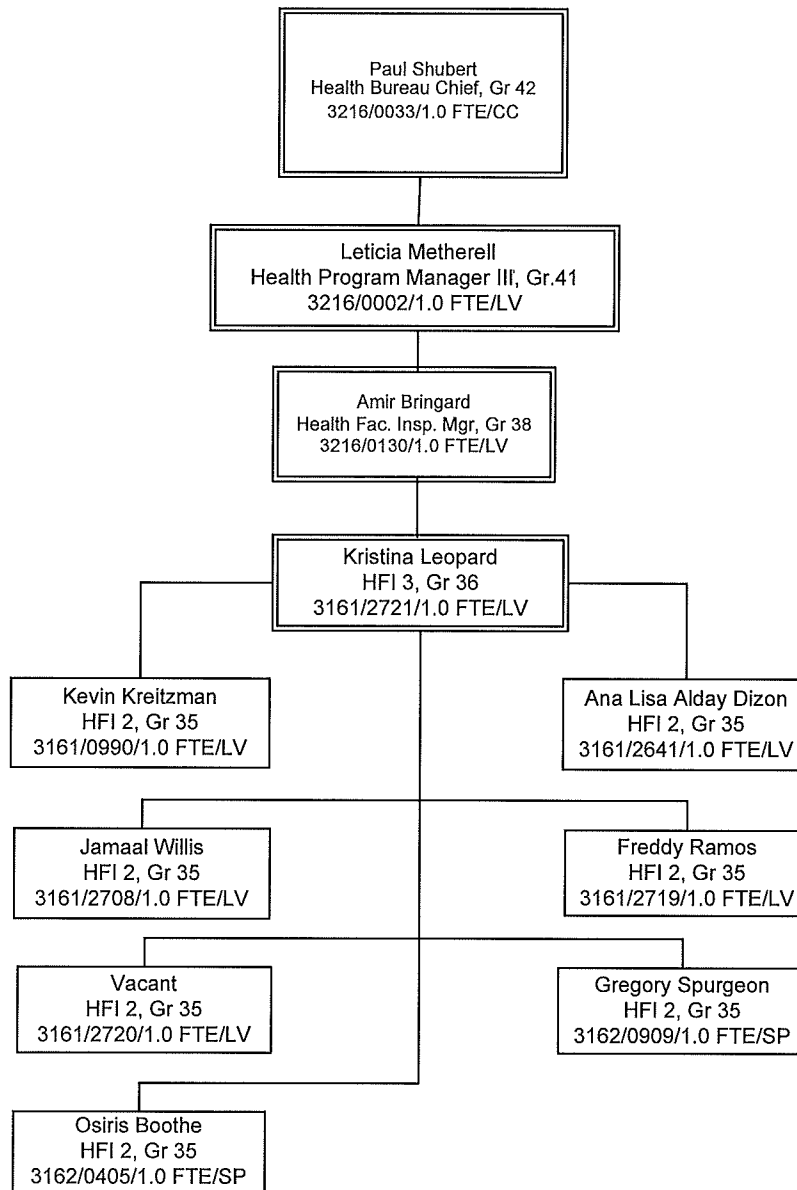 Paul Shubert
Health Bureau Chief, Gr 42
3216/0033/1.0 FTE/CC
Leticia Metherell
Health Program Manager III, Gr.41
3216/0002/1.0 FTE/LV
Amir Bringard
Health Fac. Insp. Mgr, Gr 38
3216/0130/1.0 FTE/LV
Kristina Leopard
HFI 3, Gr 36
3161/2721/1.0 FTE/LV
Kevin Kreitzman
HFI 2, Gr 35
3161/0990/1.0 FTE/LV
Ana Lisa Alday Dizon
HFI 2, Gr 35
3161/2641/1.0 FTE/LV
Jamaal Willis
HFI 2, Gr 35
3161/2708/1.0 FTE/LV
Freddy Ramos
HFI 2, Gr 35
3161/2719/1.0 FTE/LV
Vacant
HFI 2, Gr 35
3161/2720/1.0 FTE/LV
Gregory Spurgeon
HFI 2, Gr 35
3162/0909/1.0 FTE/SP
Osiris Boothe
HFI 2, Gr 35
3162/0405/1.0 FTE/SP